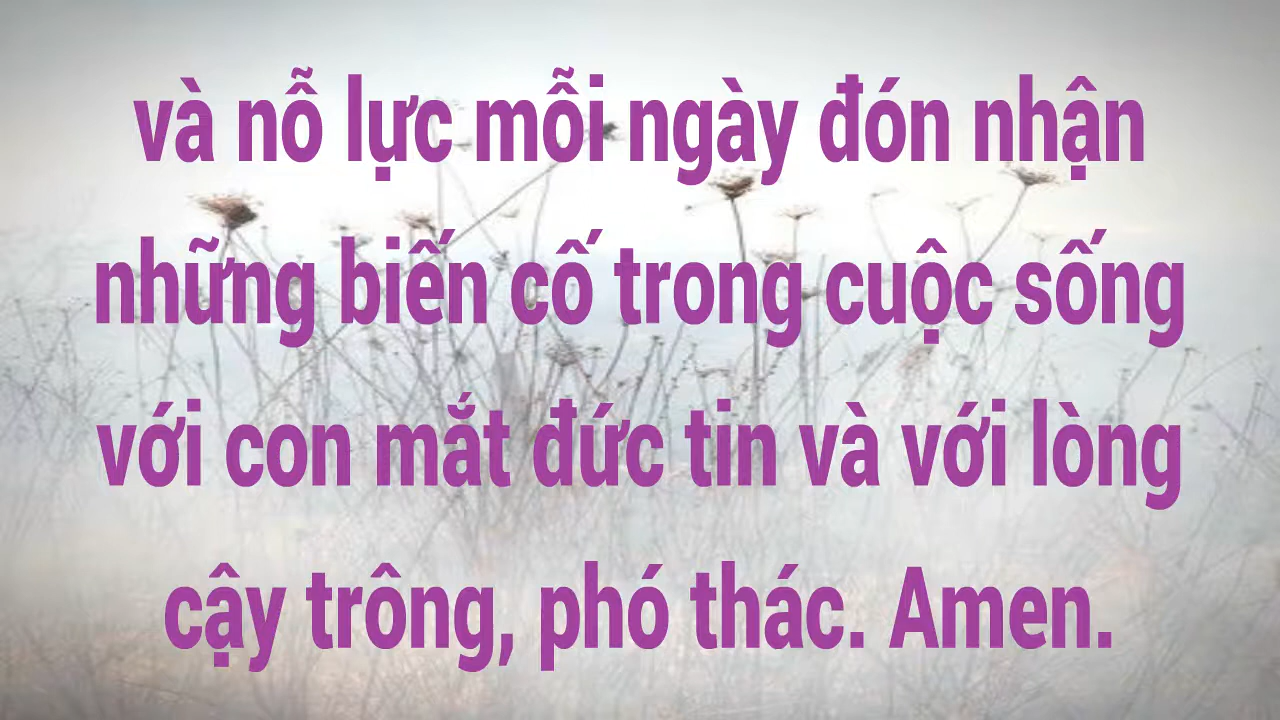 và nỗ lực mỗi ngày đón nhận
những biến cố trong cuộc sống
với con mắt đức tin và với lòng
cậy trông, phó thác. Amen.